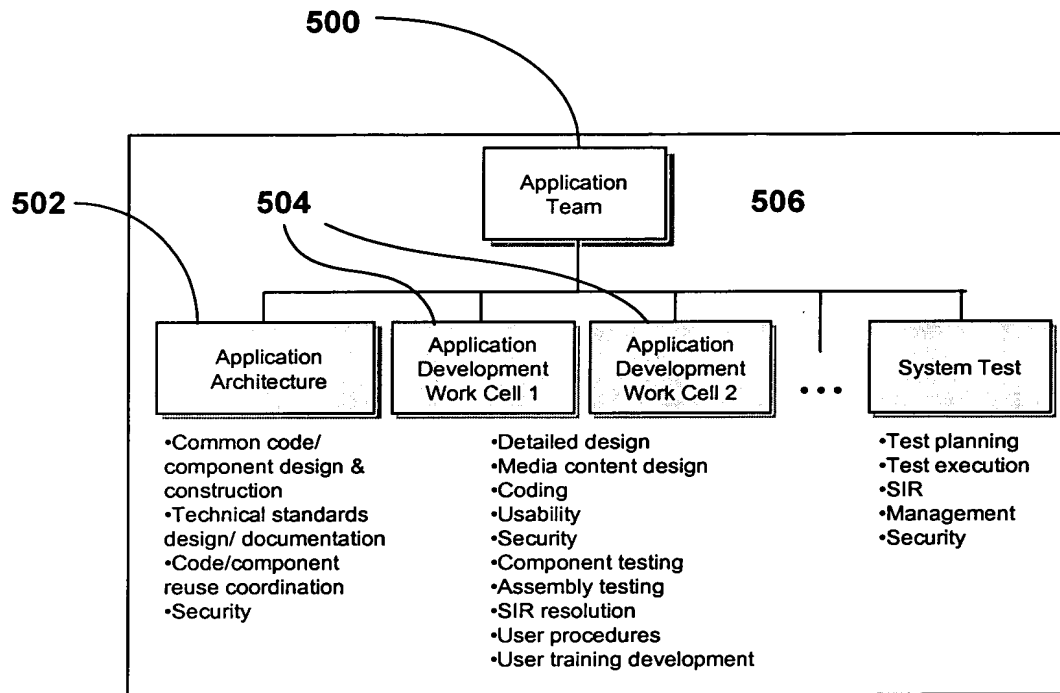 500
Application
Team
502
504
506
Application
Architecture
Application
Development
Work Cell 1
Application
Development
Work Cell 2
...
System Test
•Common code/
component design &
construction
•Technical standards
design/ documentation
•Code/component
reuse coordination
•Security
•Detailed design
•Media content design
•Coding
•Usability
•Security
•Component testing
•Assembly testing
•SIR resolution
•User procedures
•User training development
•Test planning
•Test execution
•SIR
•Management
•Security